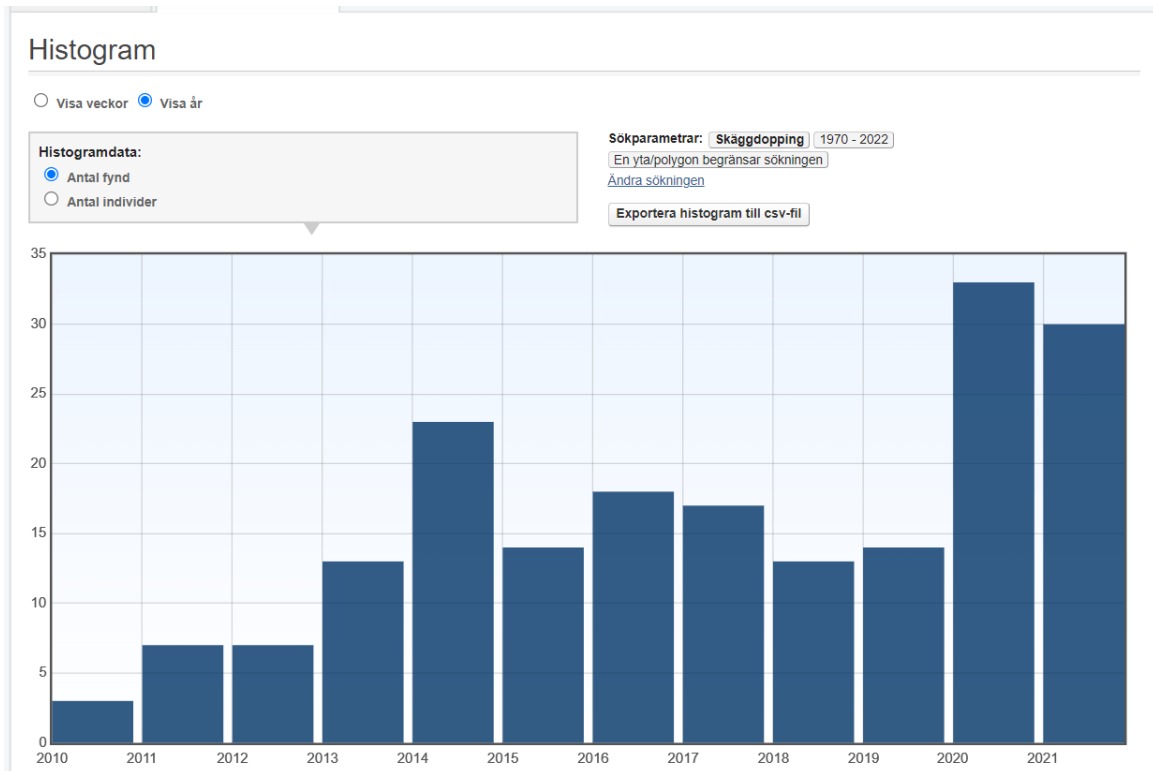 Histogram
Visa veckor Visa år
Histogramdata:
Antal fynd
Antal individer
Sökparametrar: Skäggdopping 1970 - 2022
En yta/polygon begränsar sökningen
Ändra sökningen
Exportera histogram till csv-fil
35
30
25
20
15
10
5
0
2010 2011 2012 2013 2014 2015 2016 2017 2018 2019 2020 2021